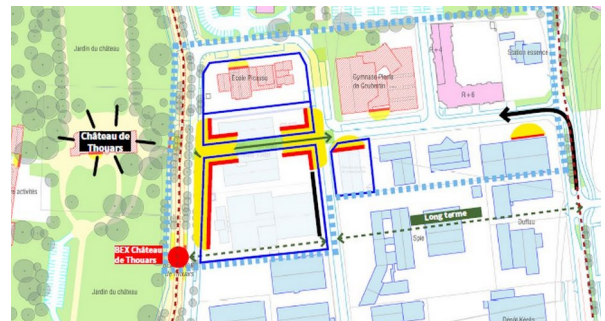 Jardin du château
École Picasso
Gymnase Pierre
de Coubertin
R+4
R+8
Station essence
Château de
Thouars
activités
BEX Château
de Thouars
Long terme
Spie
Jardin du château